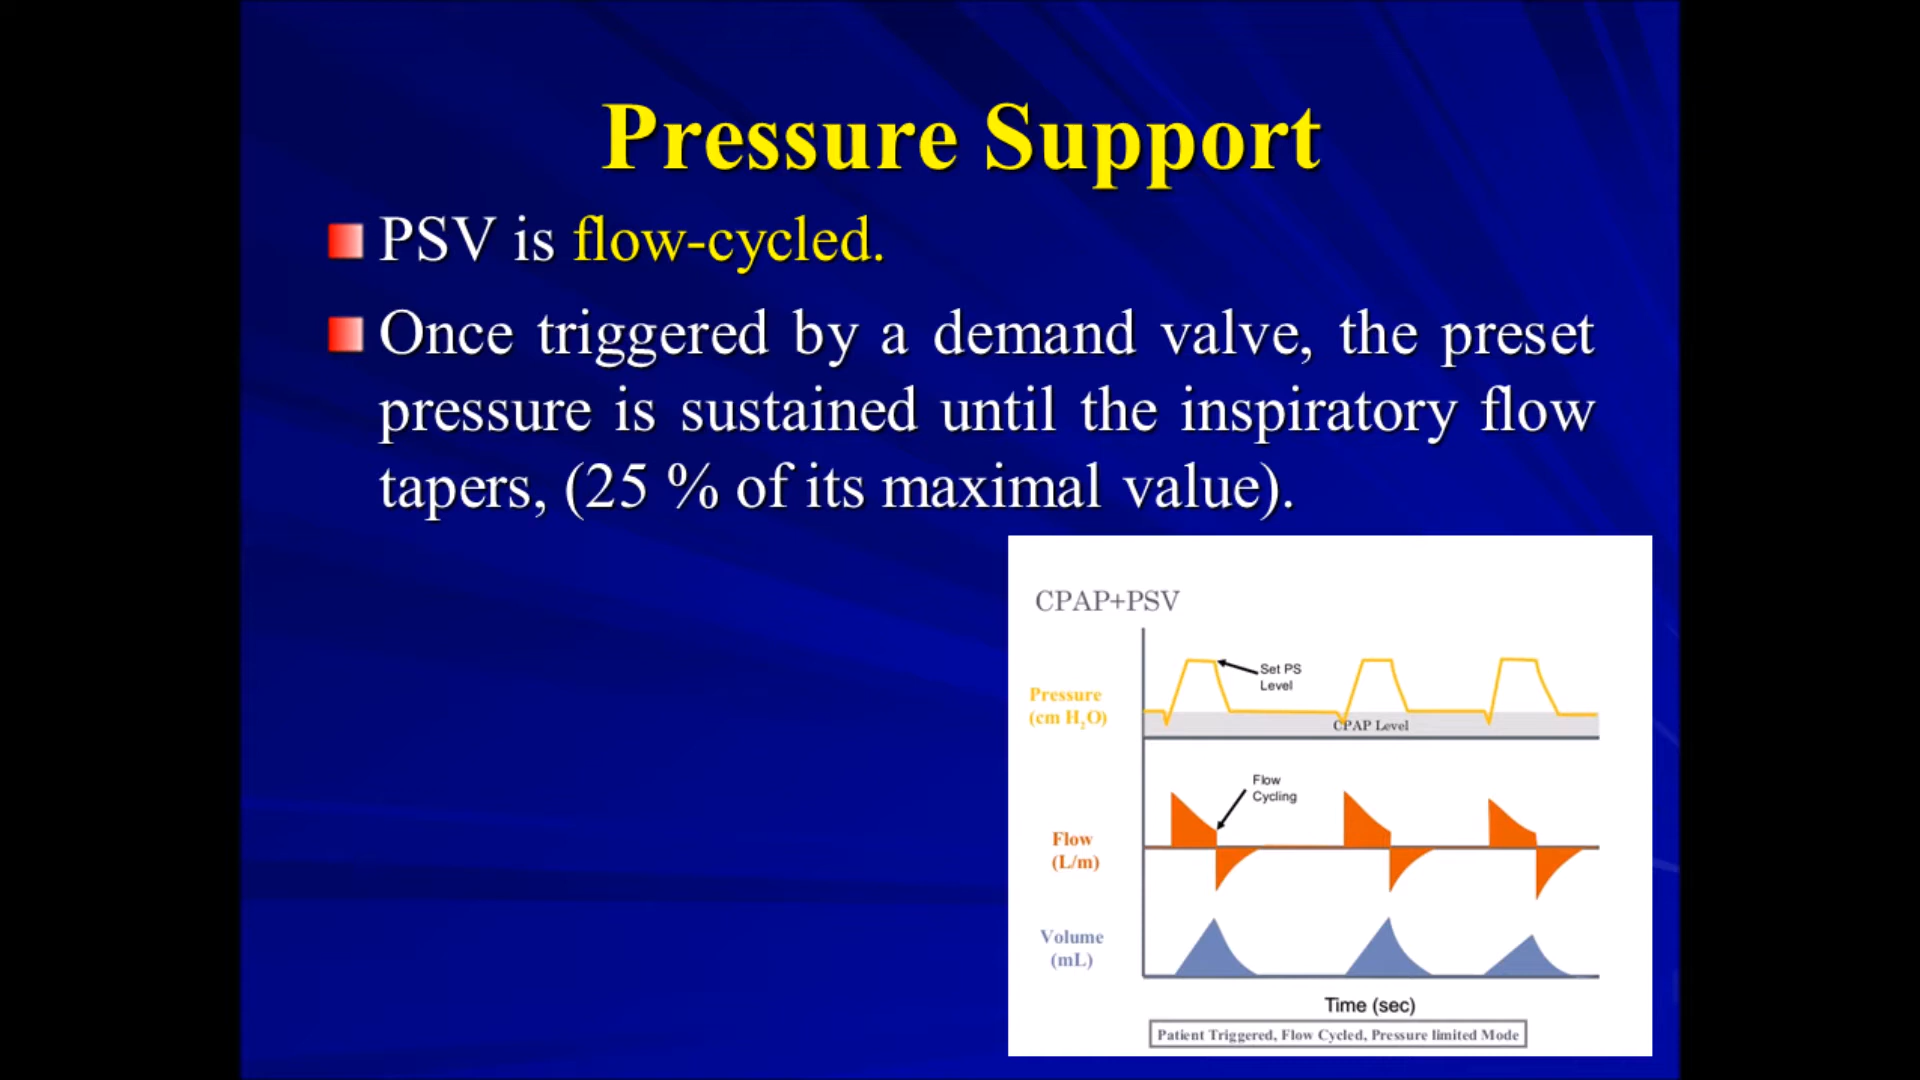 Pressure Support
PSV is flow-cycled.
Once triggered by a demand valve, the preset
pressure is sustained until the inspiratory flow
tapers, (25 % of its maximal value).
CPAP+PSV
Set PS
Level
Pressure
(cm H₂O)
CPAP Level
Flow
Cycling
Flow
(L/m)
Volume
(mL)
Time (sec)
Patient Triggered, Flow Cycled, Pressure limited Mode